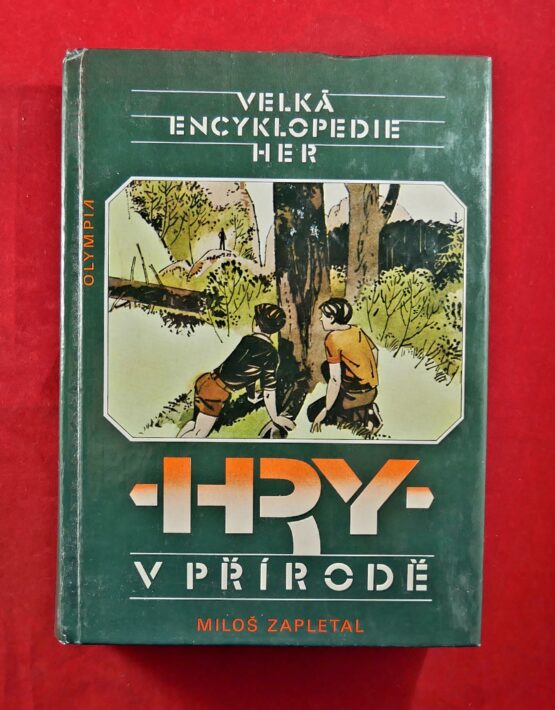 VELKÁ
ENCYKLOPEDIE
HER
OLYMPIA
HRY
V PŘÍRODĚ
MILOŠ ZAPLETAL